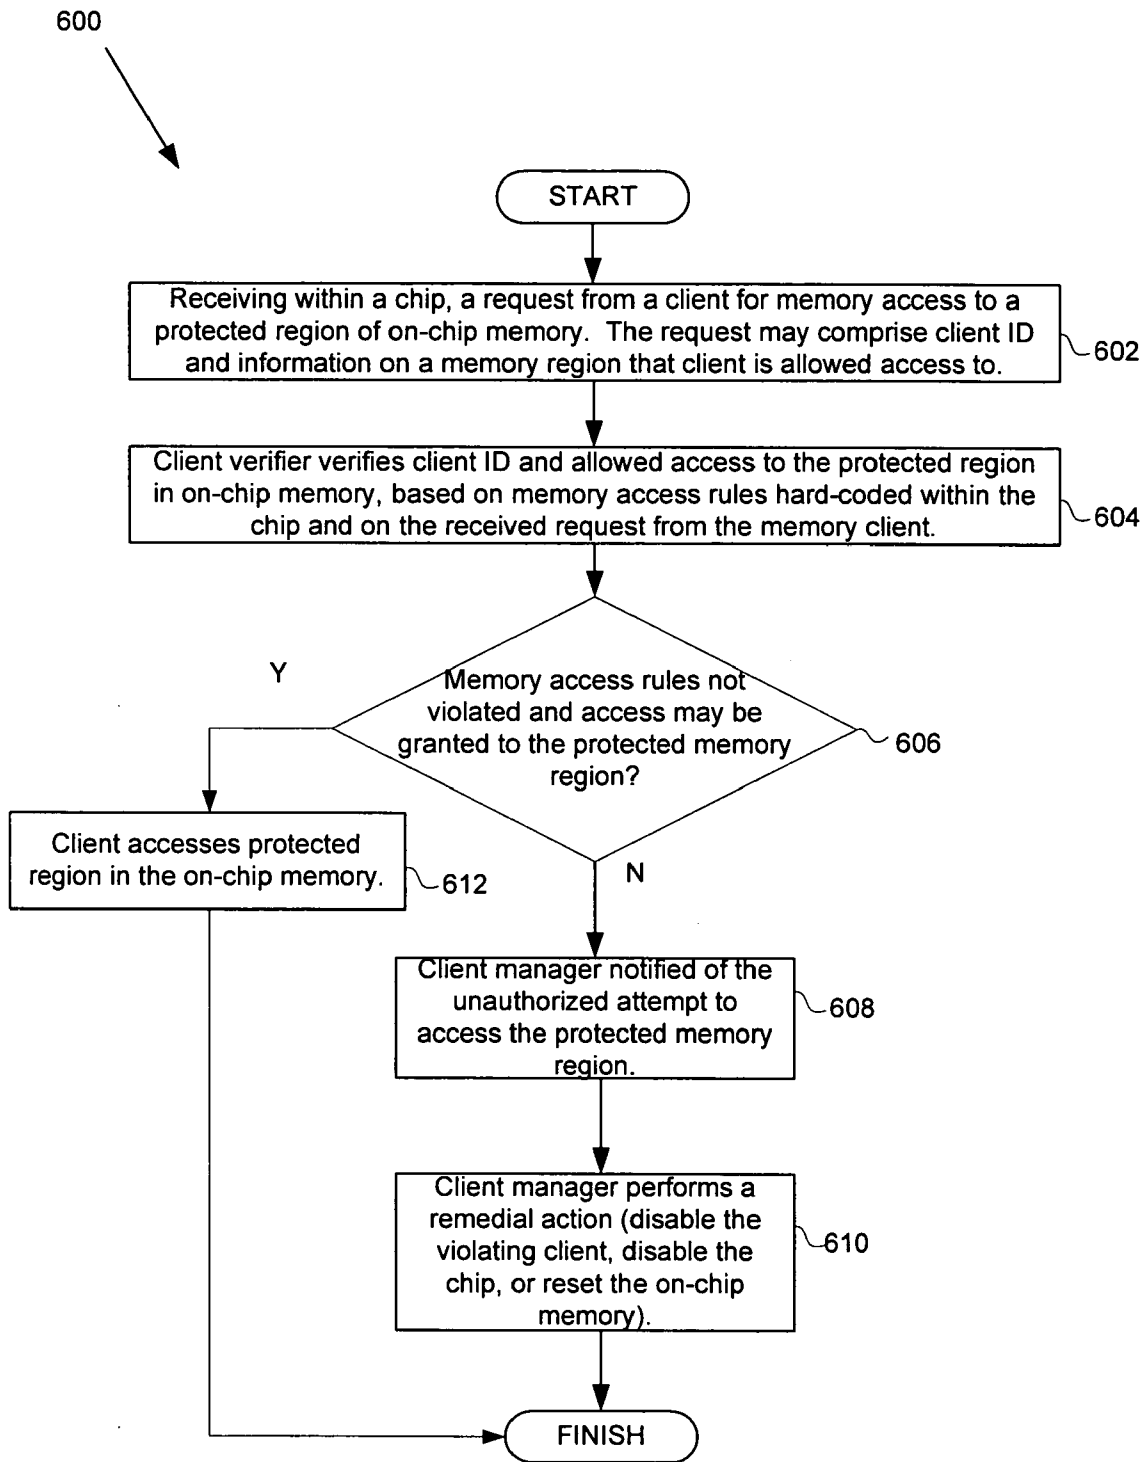 600
START
Receiving within a chip, a request from a client for memory access to a
protected region of on-chip memory. The request may comprise client ID
and information on a memory region that client is allowed access to.
602
Client verifier verifies client ID and allowed access to the protected region
in on-chip memory, based on memory access rules hard-coded within the
chip and on the received request from the memory client.
604
Y
Memory access rules not
violated and access may be
granted to the protected memory
region?
606
Client accesses protected
region in the on-chip memory.
612
N
Client manager notified of the
unauthorized attempt to
access the protected memory
region.
608
Client manager performs a
remedial action (disable the
violating client, disable the
chip, or reset the on-chip
memory).
610
FINISH